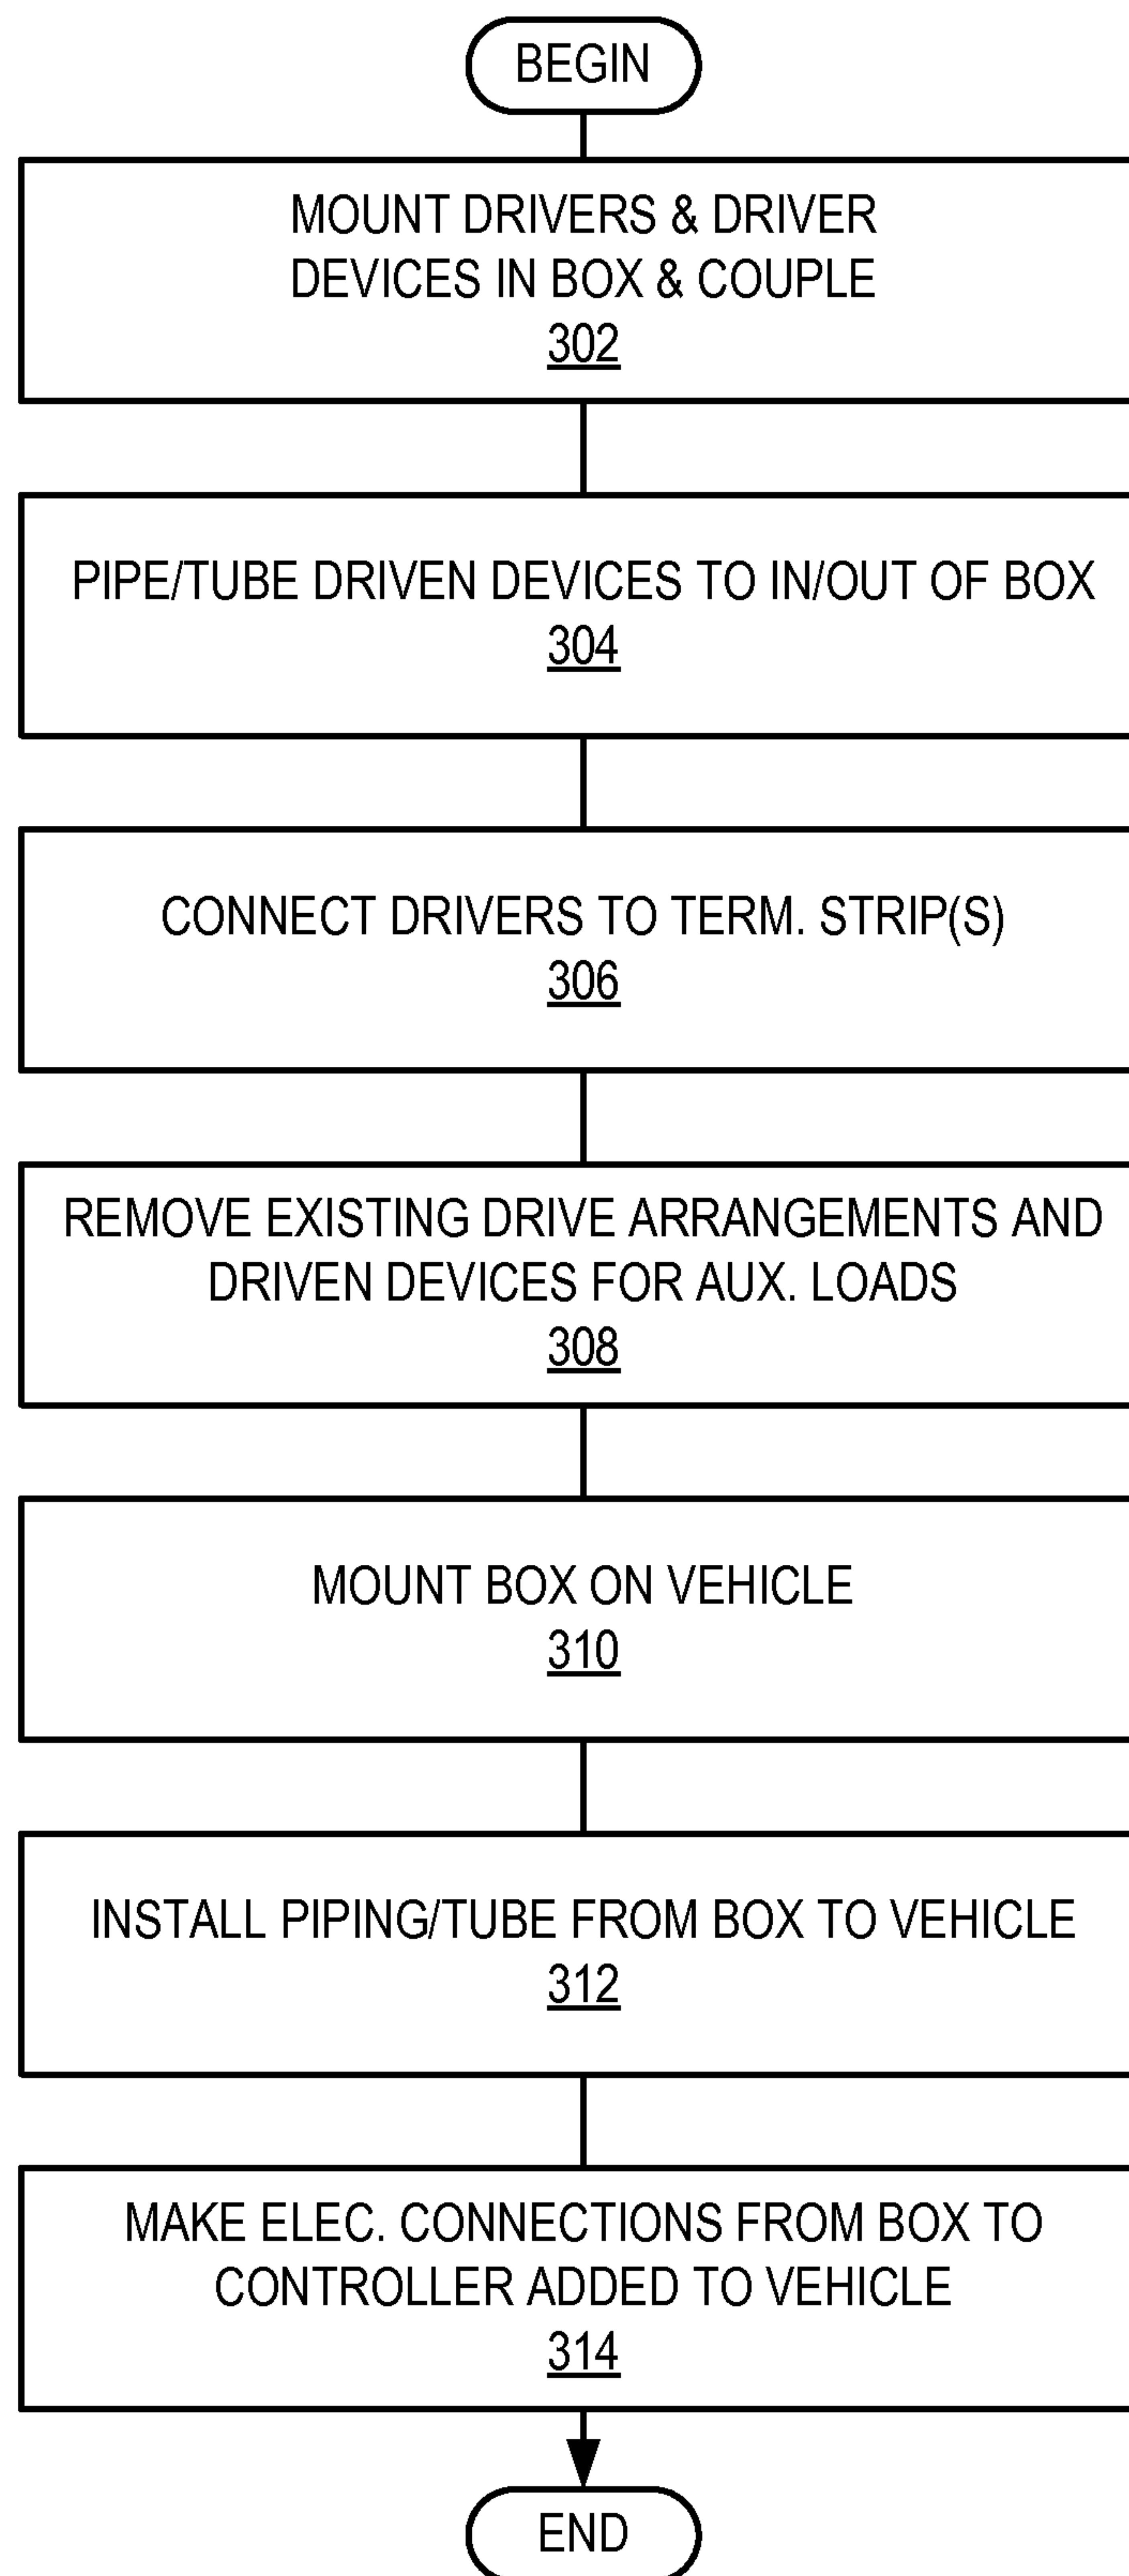 BEGIN
MOUNT DRIVERS & DRIVER
DEVICES IN BOX & COUPLE
302
PIPE/TUBE DRIVEN DEVICES TO IN/OUT OF BOX
304
CONNECT DRIVERS TO TERM. STRIP(S)
306
REMOVE EXISTING DRIVE ARRANGEMENTS AND
DRIVEN DEVICES FOR AUX. LOADS
308
MOUNT BOX ON VEHICLE
310
INSTALL PIPING/TUBE FROM BOX TO VEHICLE
312
MAKE ELEC. CONNECTIONS FROM BOX TO
CONTROLLER ADDED TO VEHICLE
314
END